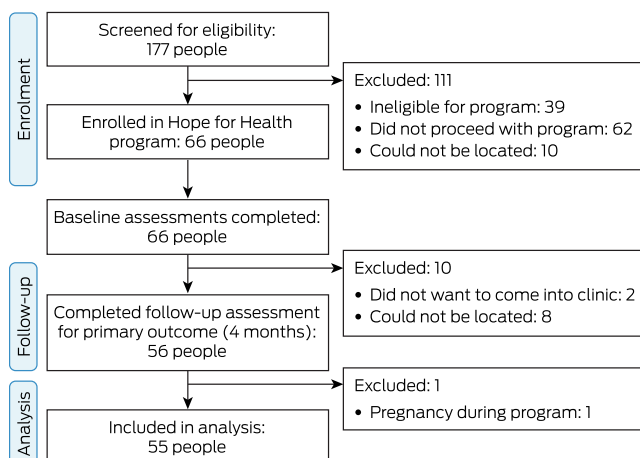 Enrolment
Screened for eligibility:
177 people
Excluded: 111
• Ineligible for program: 39
• Did not proceed with program: 62
• Could not be located: 10
Enrolled in Hope for Health
program: 66 people
Baseline assessments completed:
66 people
Follow-up
Excluded: 10
• Did not want to come into clinic: 2
• Could not be located: 8
Completed follow-up assessment
for primary outcome (4 months):
56 people
Analysis
Excluded: 1
• Pregnancy during program: 1
Included in analysis:
55 people